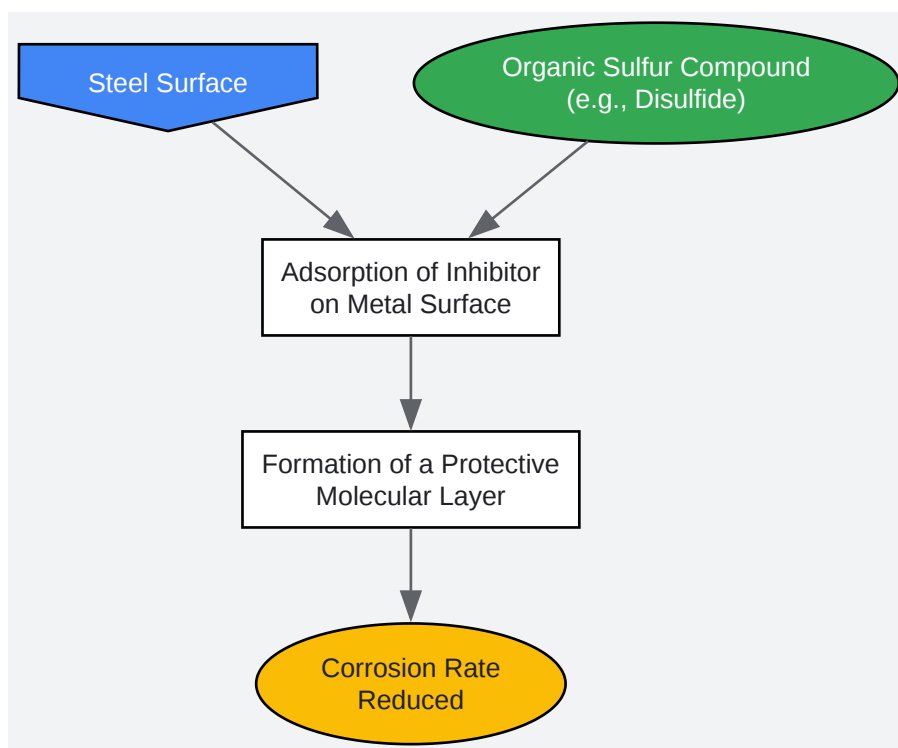 Steel Surface
Organic Sulfur Compound
(e.g., Disulfide)
Adsorption of Inhibitor
on Metal Surface
Formation of a Protective
Molecular Layer
Corrosion Rate
Reduced